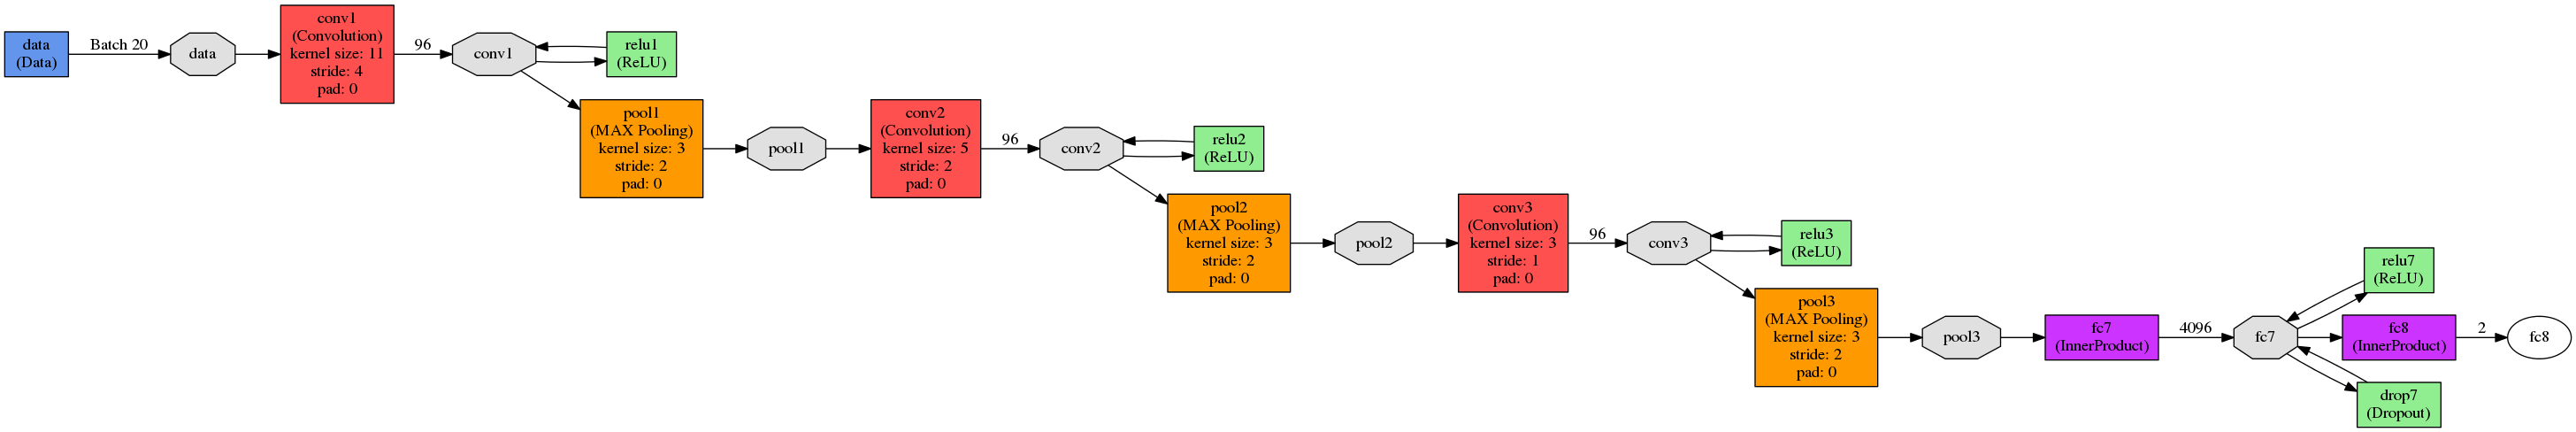 data
(Data)
Batch 20
data
conv1
(Convolution)
kernel size: 11
stride: 4
pad: 0
96
conv1
relu1
(ReLU)
pool1
(MAX Pooling)
kernel size: 3
stride: 2
pad: 0
pool1
conv2
(Convolution)
kernel size: 5
stride: 2
pad: 0
96
conv2
relu2
(ReLU)
pool2
(MAX Pooling)
kernel size: 3
stride: 2
pad: 0
pool2
conv3
(Convolution)
kernel size: 3
stride: 1
pad: 0
96
conv3
relu3
(ReLU)
pool3
(MAX Pooling)
kernel size: 3
stride: 2
pad: 0
pool3
fc7
(InnerProduct)
4096
fc7
relu7
(ReLU)
fc8
(InnerProduct)
2
fc8
drop7
(Dropout)